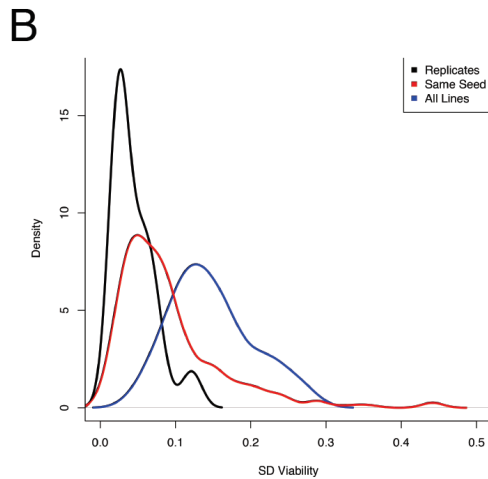 B
Replicates
Same Seed
All Lines
15
10
5
0
Density
0.0 0.1 0.2 0.3 0.4 0.5
SD Viability